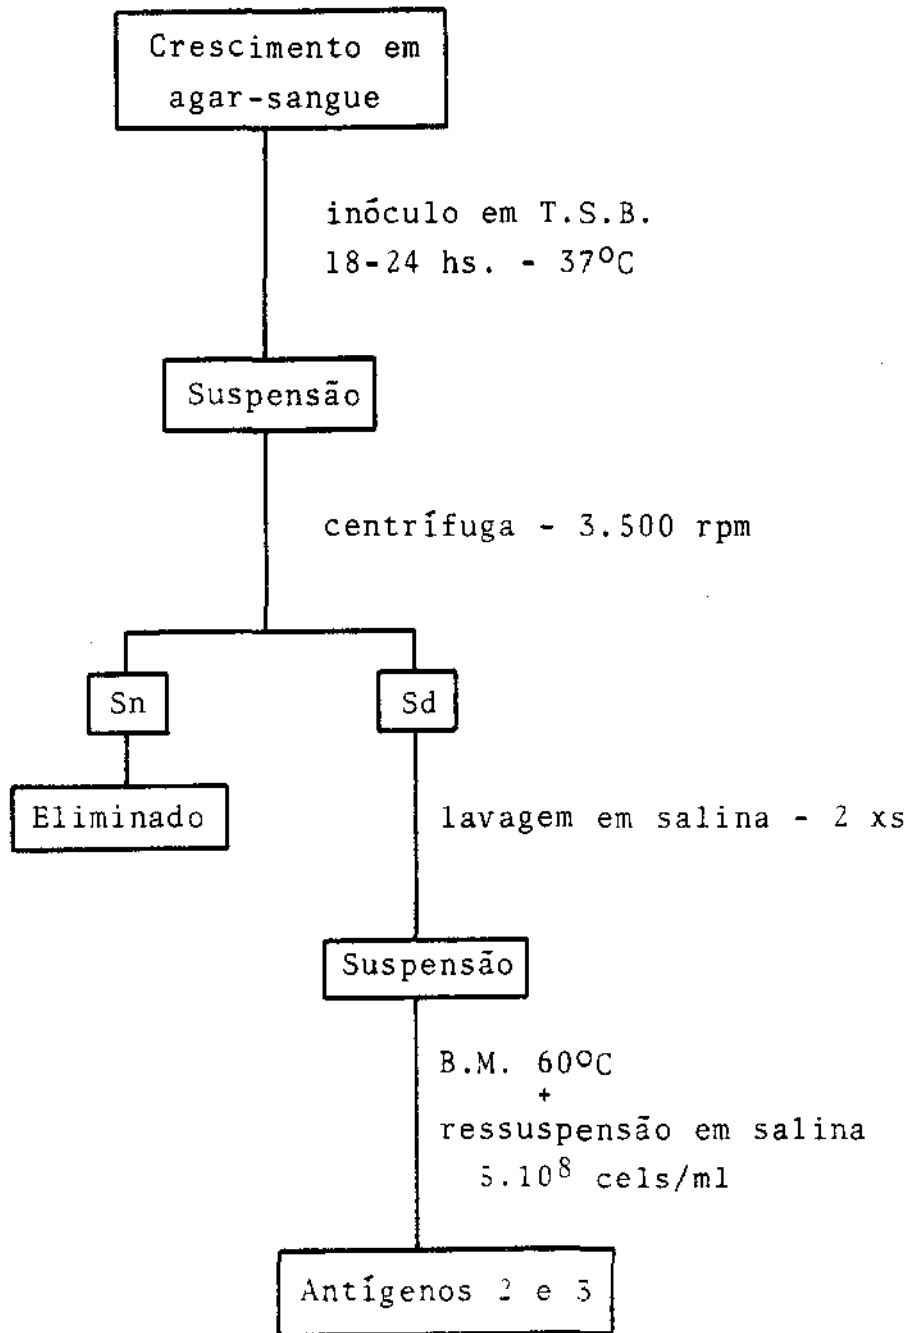 Crescimento em
agar-sangue
inóculo em T.S.B.
18-24 hs. - 37ºC
Suspensão
centrífuga - 3.500 rpm
Sn
Sd
Eliminado
lavagem em salina - 2 xs
Suspensão
B.M. 60ºC
+
ressuspensão em salina
5.10⁸ cels/ml
Antígenos 2 e 3